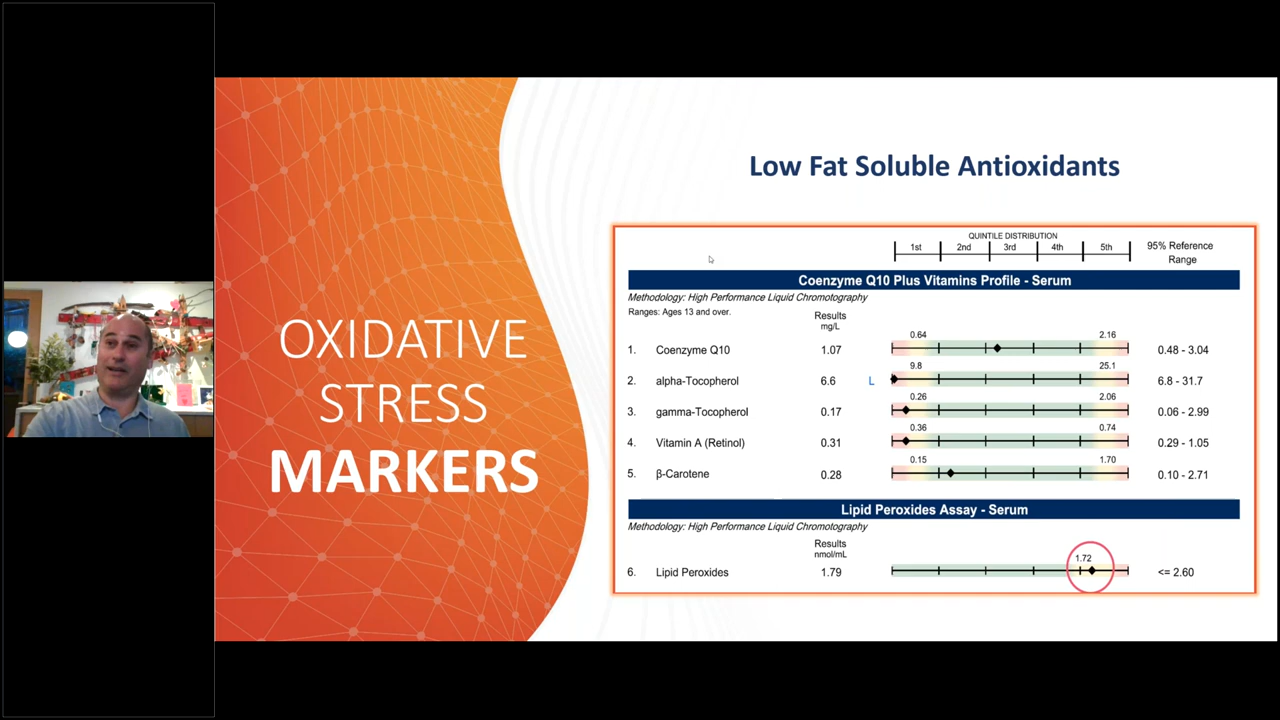 OXIDATIVE
STRESS
MARKERS
Low Fat Soluble Antioxidants
QUINTILE DISTRIBUTION
1st 2nd 3rd 4th 5th 95% Reference
Range
Coenzyme Q10 Plus Vitamins Profile - Serum
Methodology: High Performance Liquid Chromotography
Ranges: Ages 13 and over.
Results
mg/L
0.64 2.16
1. Coenzyme Q10 1.07 0.48 - 3.04
9.8 25.1
2. alpha-Tocopherol 6.6 L 6.8 - 31.7
0.26 2.06
3. gamma-Tocopherol 0.17 0.06 - 2.99
0.36 0.74
4. Vitamin A (Retinol) 0.31 0.29 - 1.05
0.15 1.70
5. β-Carotene 0.28 0.10 - 2.71
Lipid Peroxides Assay - Serum
Methodology: High Performance Liquid Chromotography
Results
nmol/mL
1.72
6. Lipid Peroxides 1.79 <= 2.60